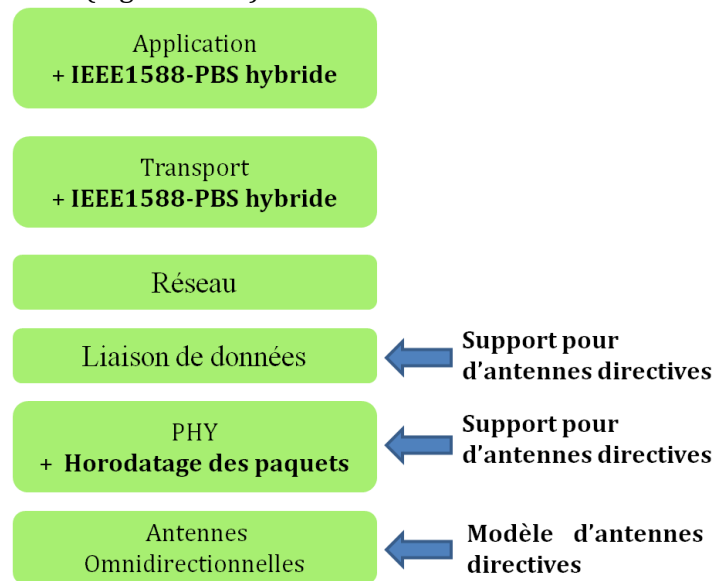 Application
+ IEEE1588-PBS hybride
Transport
+ IEEE1588-PBS hybride
Réseau
Liaison de données
Support pour
d'antennes directives
PHY
+ Horodatage des paquets
Support pour
d'antennes directives
Antennes
Omnidirectionnelles
Modèle d'antennes
directives